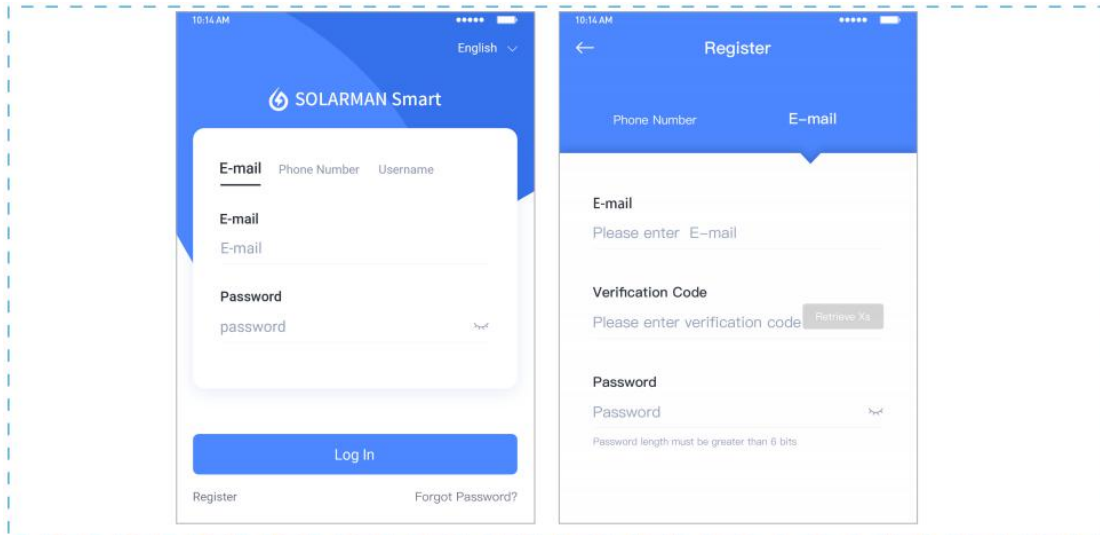 10:14 AM
English
SOLARMAN Smart
E-mail Phone Number Username
E-mail
E-mail
Password
password
Log In
Register Forgot Password?
10:14 AM
Register
Phone Number E-mail
E-mail
Please enter E-mail
Verification Code
Please enter verification code Retrieve Xs
Password
Password
Password length must be greater than 6 bits